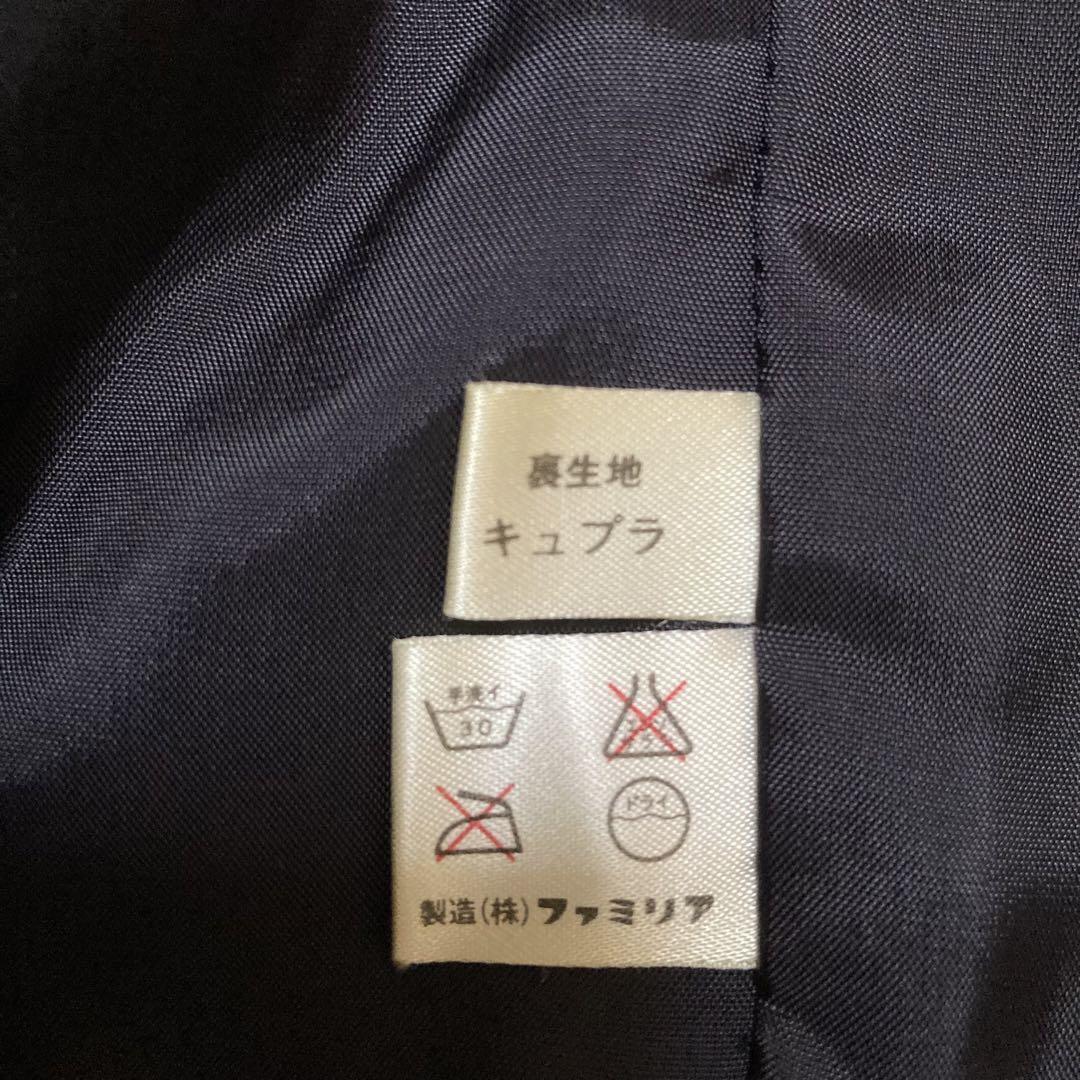 裏生地
キュプラ
手洗イ
30
ドライ
製造(株)ファミリア